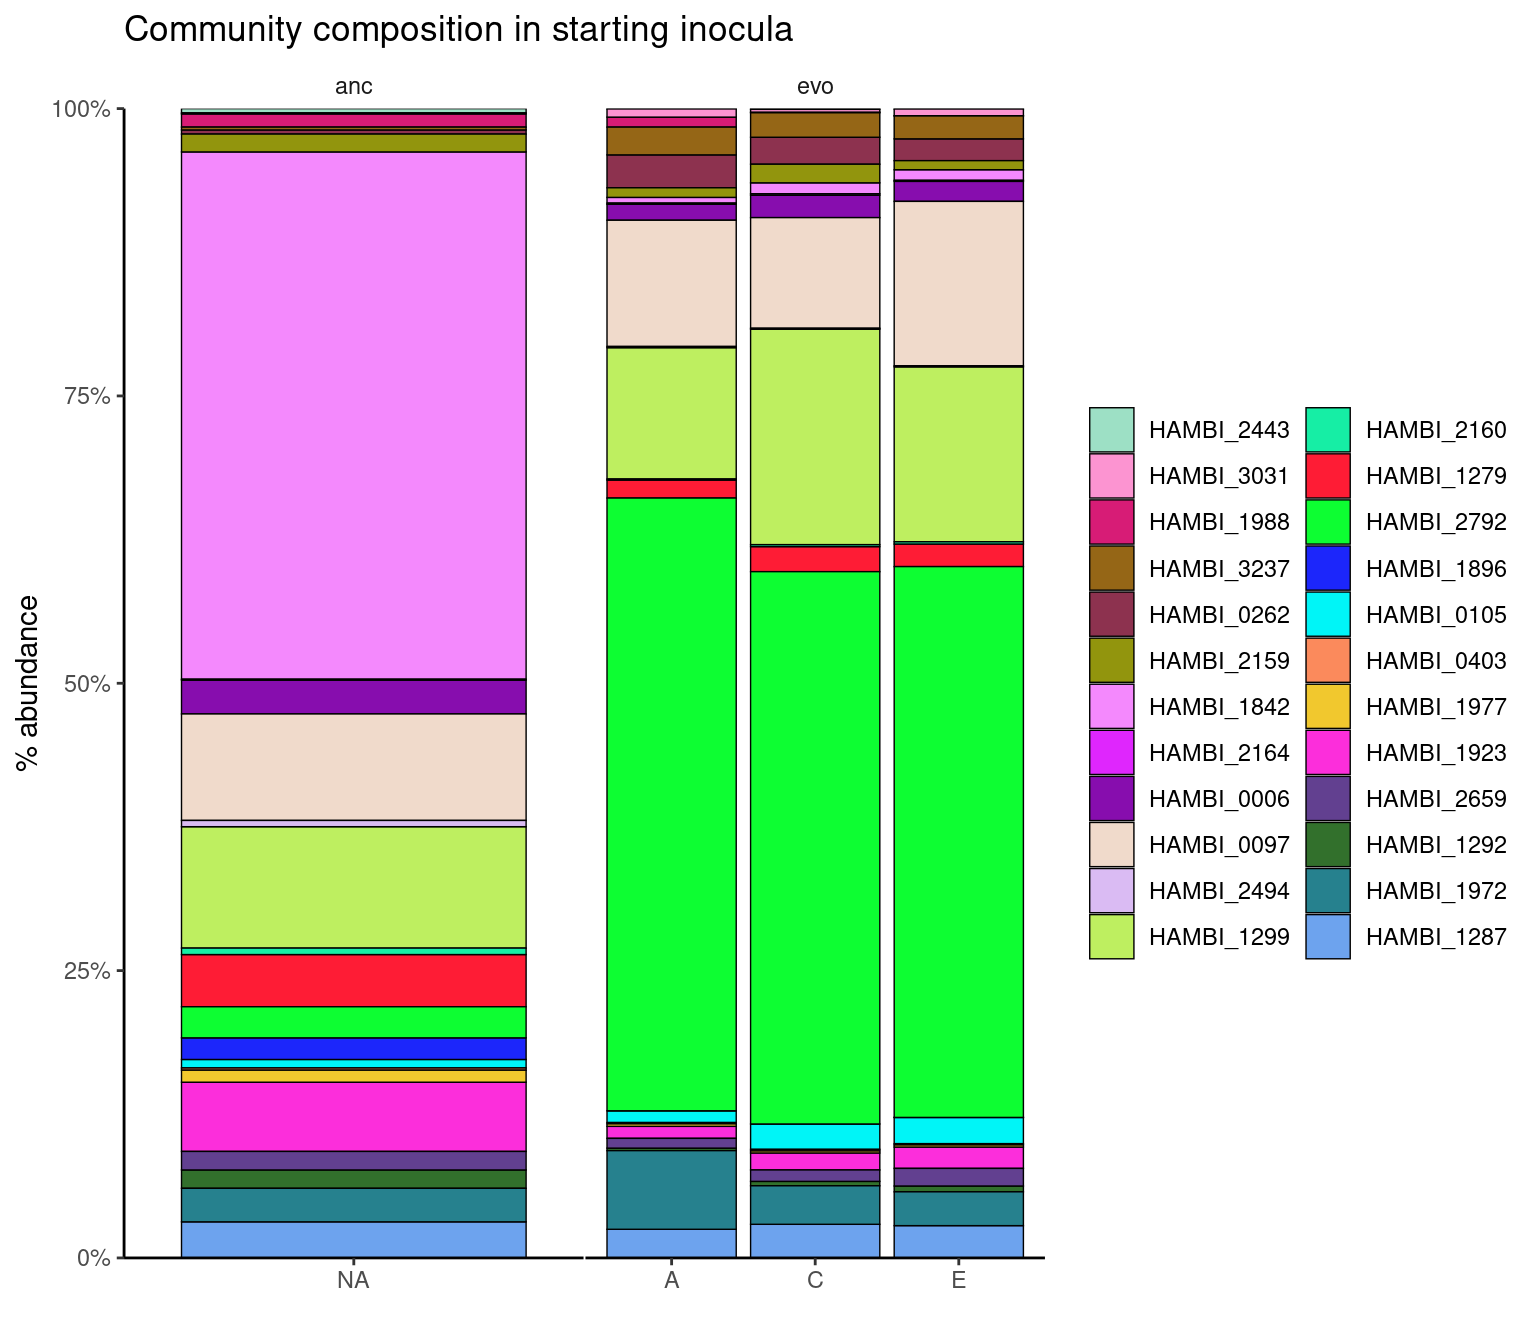 Community composition in starting inocula
anc
evo
100%
75%
50%
25%
0%
% abundance
NA
A
C
E
HAMBI_2443
HAMBI_3031
HAMBI_1988
HAMBI_3237
HAMBI_0262
HAMBI_2159
HAMBI_1842
HAMBI_2164
HAMBI_0006
HAMBI_0097
HAMBI_2494
HAMBI_1299
HAMBI_2160
HAMBI_1279
HAMBI_2792
HAMBI_1896
HAMBI_0105
HAMBI_0403
HAMBI_1977
HAMBI_1923
HAMBI_2659
HAMBI_1292
HAMBI_1972
HAMBI_1287